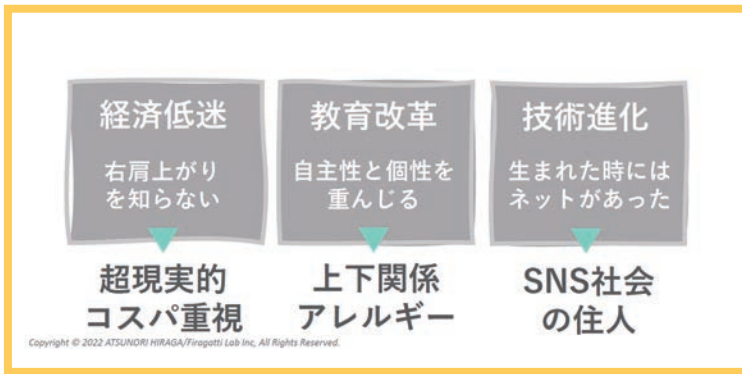 経済低迷
右肩上がり
を知らない
超現実的
コスパ重視
教育改革
自主性と個性を
重んじる
上下関係
アレルギー
技術進化
生まれた時には
ネットがあった
SNS社会
の住人
Copyright © 2022 ATSUNORI HIRAGA/Firagatti Lab Inc, All Rights Reserved.